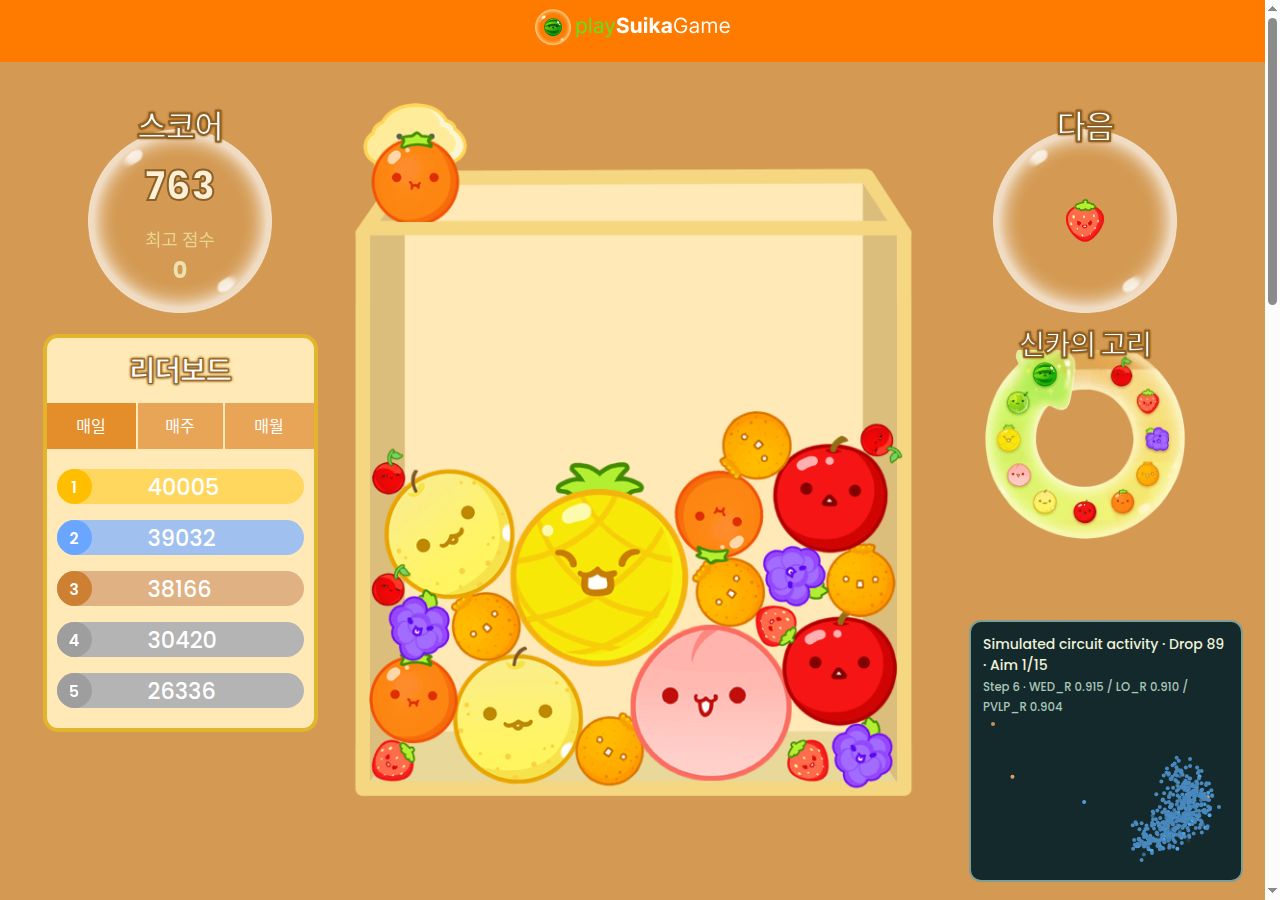 playSuikaGame
스코어
763
최고 점수
0
리더보드
매일 매주 매월
1 40005
2 39032
3 38166
4 30420
5 26336
다음
신카의 고리
Simulated circuit activity · Drop 89
· Aim 1/15
Step 6 · WED_R 0.915 / LO_R 0.910 /
PVLP_R 0.904